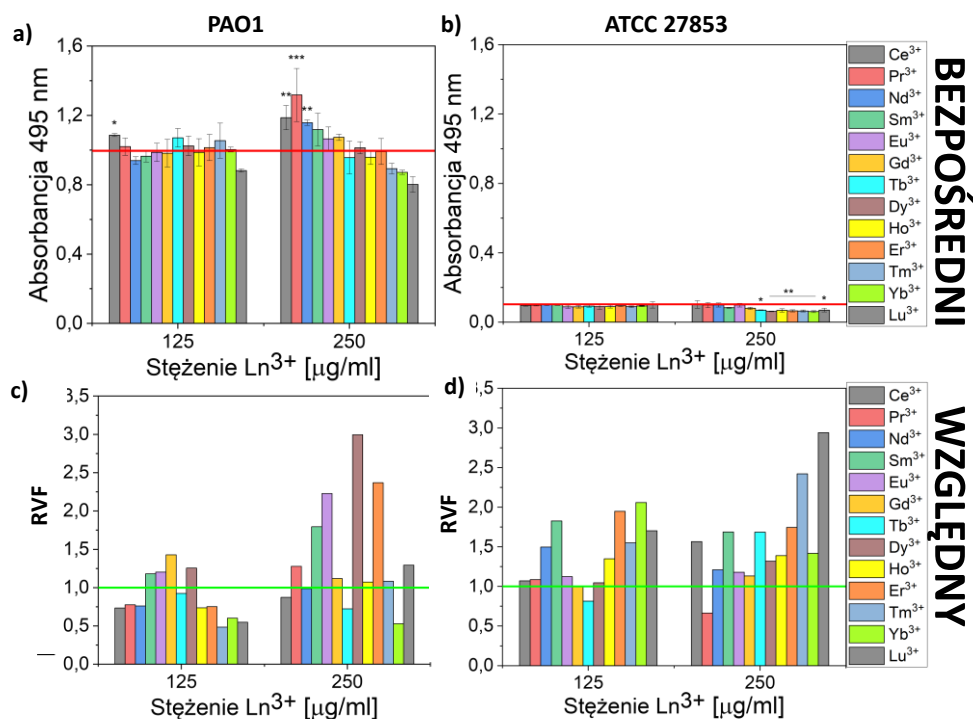 PAO1
ATCC 27853
a)
Absorbancja 495 nm
1,6
1,2
0,8
0,4
0,0
*
**
***
**
125
250
Stężenie Ln³⁺ [μg/ml]
b)
Absorbancja 495 nm
1,6
1,2
0,8
0,4
0,0
*
**
*
125
250
Stężenie Ln³⁺ [μg/ml]
Ce³⁺
Pr³⁺
Nd³⁺
Sm³⁺
Eu³⁺
Gd³⁺
Tb³⁺
Dy³⁺
Ho³⁺
Er³⁺
Tm³⁺
Yb³⁺
Lu³⁺
BEZPOŚREDNI
c)
RVF
3,5
3,0
2,5
2,0
1,5
1,0
0,5
0,0
125
250
Stężenie Ln³⁺ [μg/ml]
d)
RVF
3,5
3,0
2,5
2,0
1,5
1,0
0,5
0,0
125
250
Stężenie Ln³⁺ [μg/ml]
Ce³⁺
Pr³⁺
Nd³⁺
Sm³⁺
Eu³⁺
Gd³⁺
Tb³⁺
Dy³⁺
Ho³⁺
Er³⁺
Tm³⁺
Yb³⁺
Lu³⁺
WZGLĘDNY